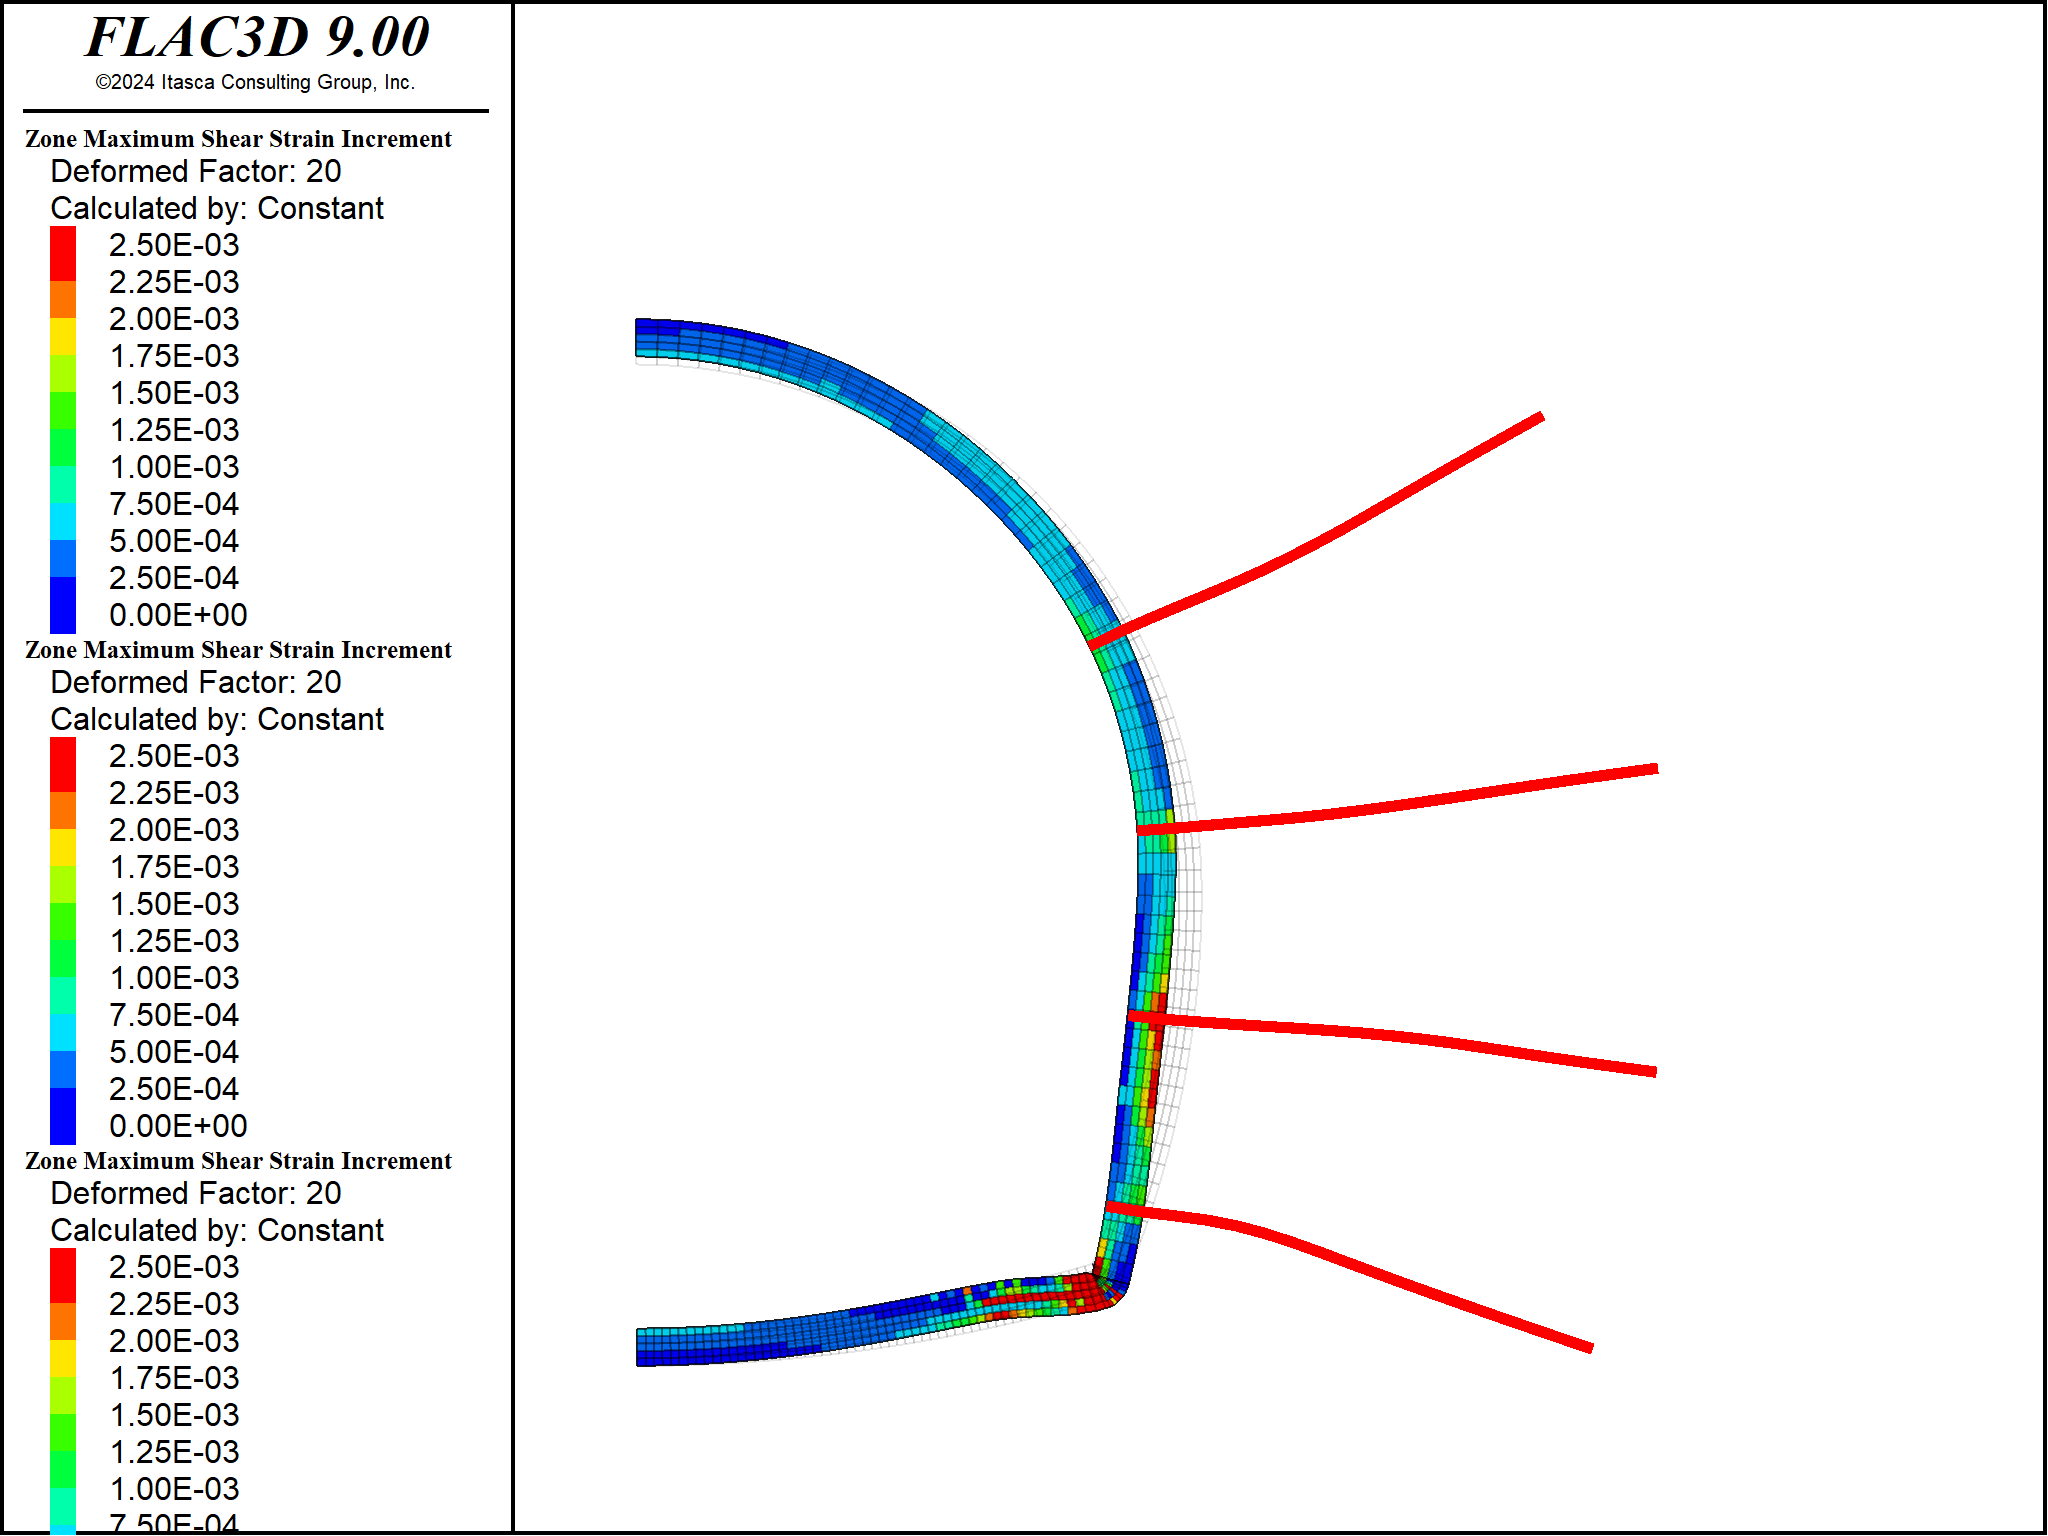 FLAC3D 9.00
©2024 Itasca Consulting Group, Inc.
Zone Maximum Shear Strain Increment
Deformed Factor: 20
Calculated by: Constant
2.50E-03
2.25E-03
2.00E-03
1.75E-03
1.50E-03
1.25E-03
1.00E-03
7.50E-04
5.00E-04
2.50E-04
0.00E+00
Zone Maximum Shear Strain Increment
Deformed Factor: 20
Calculated by: Constant
2.50E-03
2.25E-03
2.00E-03
1.75E-03
1.50E-03
1.25E-03
1.00E-03
7.50E-04
5.00E-04
2.50E-04
0.00E+00
Zone Maximum Shear Strain Increment
Deformed Factor: 20
Calculated by: Constant
2.50E-03
2.25E-03
2.00E-03
1.75E-03
1.50E-03
1.25E-03
1.00E-03
7.50E-04